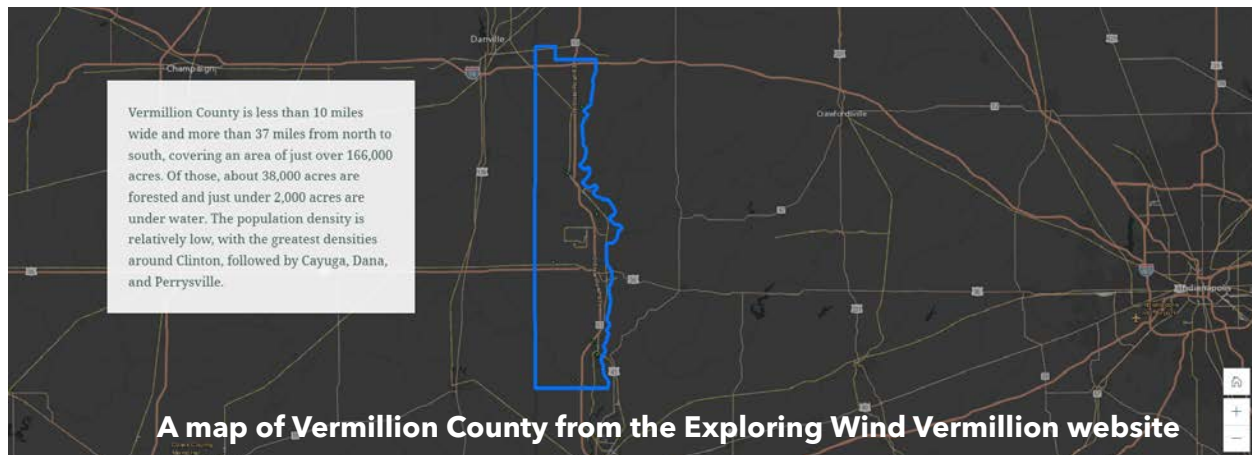 Danville
Champaign
Vermillion County is less than 10 miles
wide and more than 37 miles from north to
south, covering an area of just over 166,000
acres. Of those, about 38,000 acres are
forested and just under 2,000 acres are
under water. The population density is
relatively low, with the greatest densities
around Clinton, followed by Cayuga, Dana,
and Perrysville.
Crawfordsville
Indianapolis
A map of Vermillion County from the Exploring Wind Vermillion website